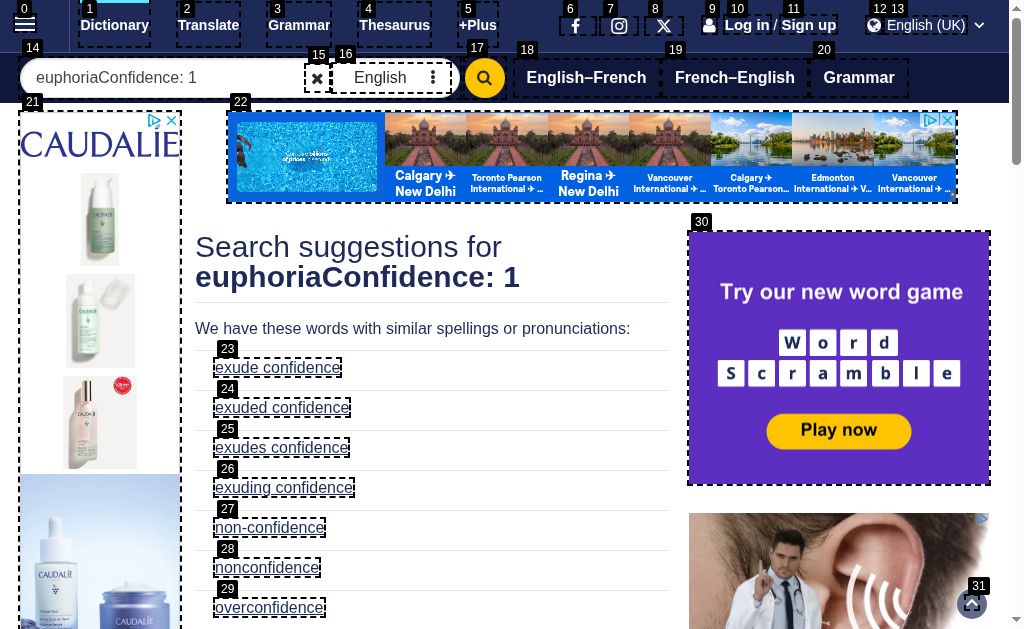 0 1 2 3 4 5 6 7 8 9 10 11 12 13
Dictionary Translate Grammar Thesaurus +Plus Log in / Sign up English (UK)
14 15 16 17 18 19 20
euphoriaConfidence: 1 English English–French French–English Grammar
21 22
CAUDALIE
Calgary ✈ New Delhi
Toronto Pearson International ✈ ...
Regina ✈ New Delhi
Vancouver International ✈ ...
Calgary ✈ Toronto Pearson...
Edmonton International ✈ V...
Vancouver International ✈ ...
Search suggestions for
euphoriaConfidence: 1
We have these words with similar spellings or pronunciations:
23
exude confidence
24
exuded confidence
25
exudes confidence
26
exuding confidence
27
non-confidence
28
nonconfidence
29
overconfidence
30
Try our new word game
Word
Scramble
Play now
31
CAUDALIE
CAUDALIE